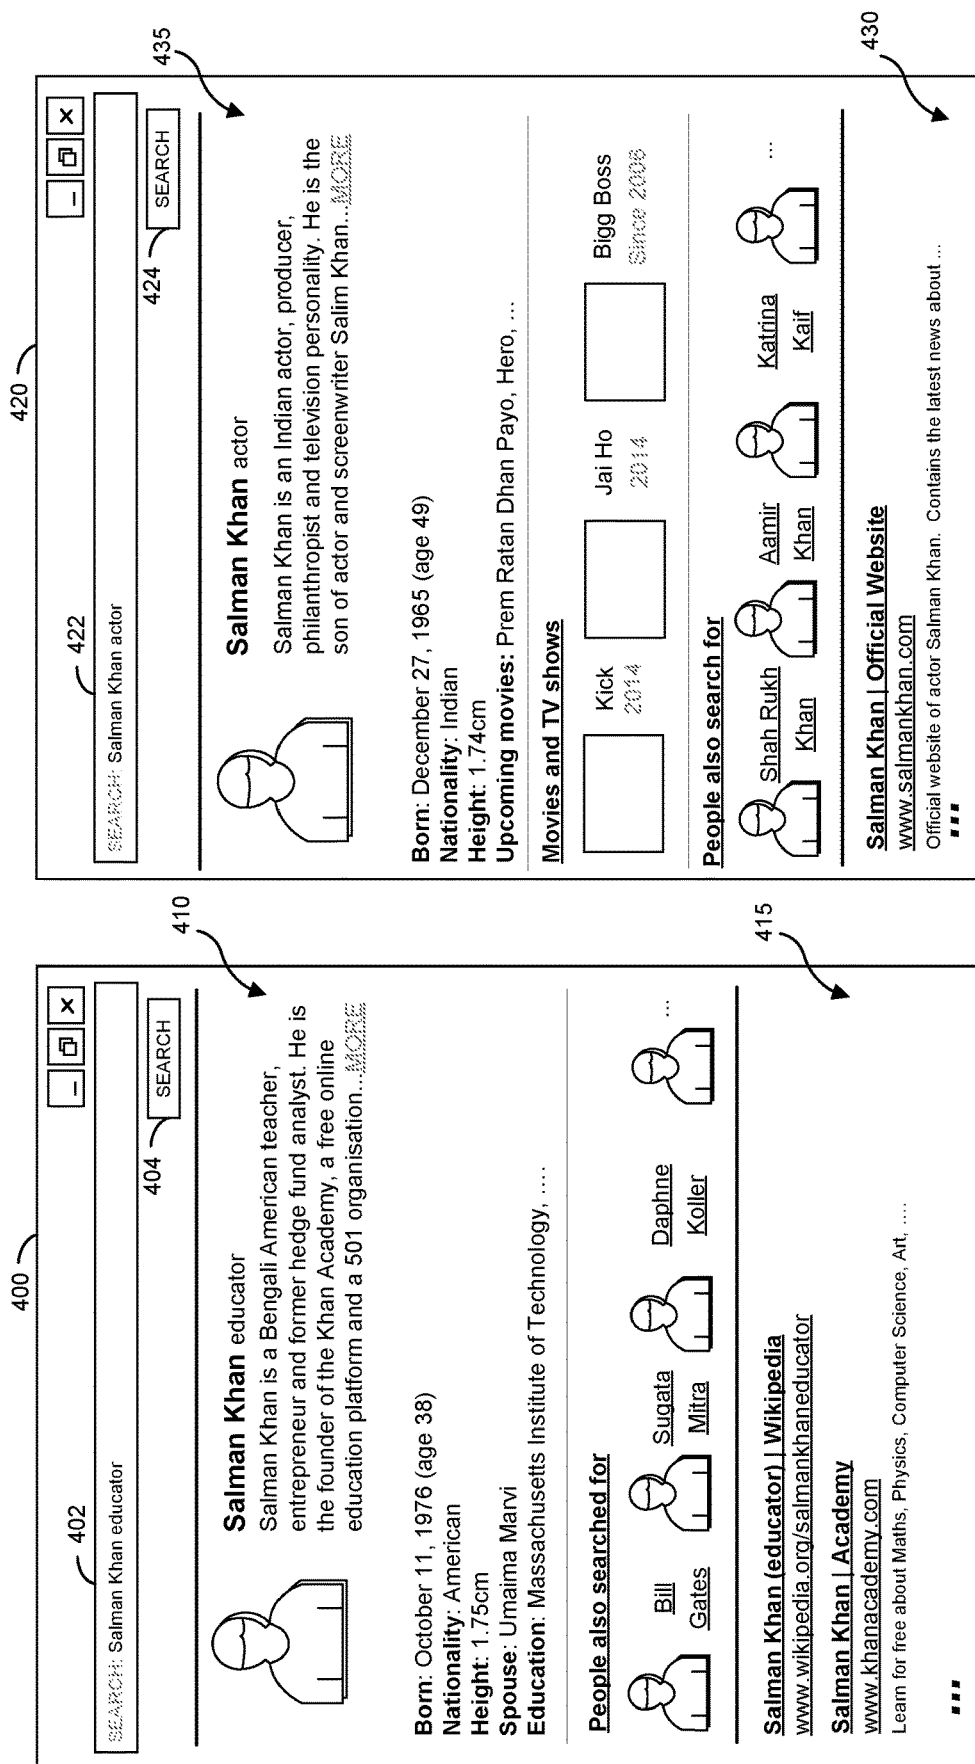 400
402
SEARCH: Salman Khan educator
404
SEARCH
410
Salman Khan educator
Salman Khan is a Bengali American teacher,
entrepreneur and former hedge fund analyst. He is
the founder of the Khan Academy, a free online
education platform and a 501 organisation...MORE
Born: October 11, 1976 (age 38)
Nationality: American
Height: 1.75cm
Spouse: Umaima Marvi
Education: Massachusetts Institute of Technology, ....
People also searched for
Bill
Gates
Sugata
Mitra
Daphne
Koller
...
415
Salman Khan (educator) | Wikipedia
www.wikipedia.org/salmankhaneducator
Salman Khan | Academy
www.khanacademy.com
Learn for free about Maths, Physics, Computer Science, Art, ....
...
420
422
SEARCH: Salman Khan actor
424
SEARCH
435
Salman Khan actor
Salman Khan is an Indian actor, producer,
philanthropist and television personality. He is the
son of actor and screenwriter Salim Khan...MORE
Born: December 27, 1965 (age 49)
Nationality: Indian
Height: 1.74cm
Upcoming movies: Prem Ratan Dhan Payo, Hero, ...
Movies and TV shows
Kick
2014
Jai Ho
2014
Bigg Boss
Since 2006
People also search for
Shah Rukh
Khan
Aamir
Khan
Katrina
Kaif
...
430
Salman Khan | Official Website
www.salmankhan.com
Official website of actor Salman Khan. Contains the latest news about ...
...